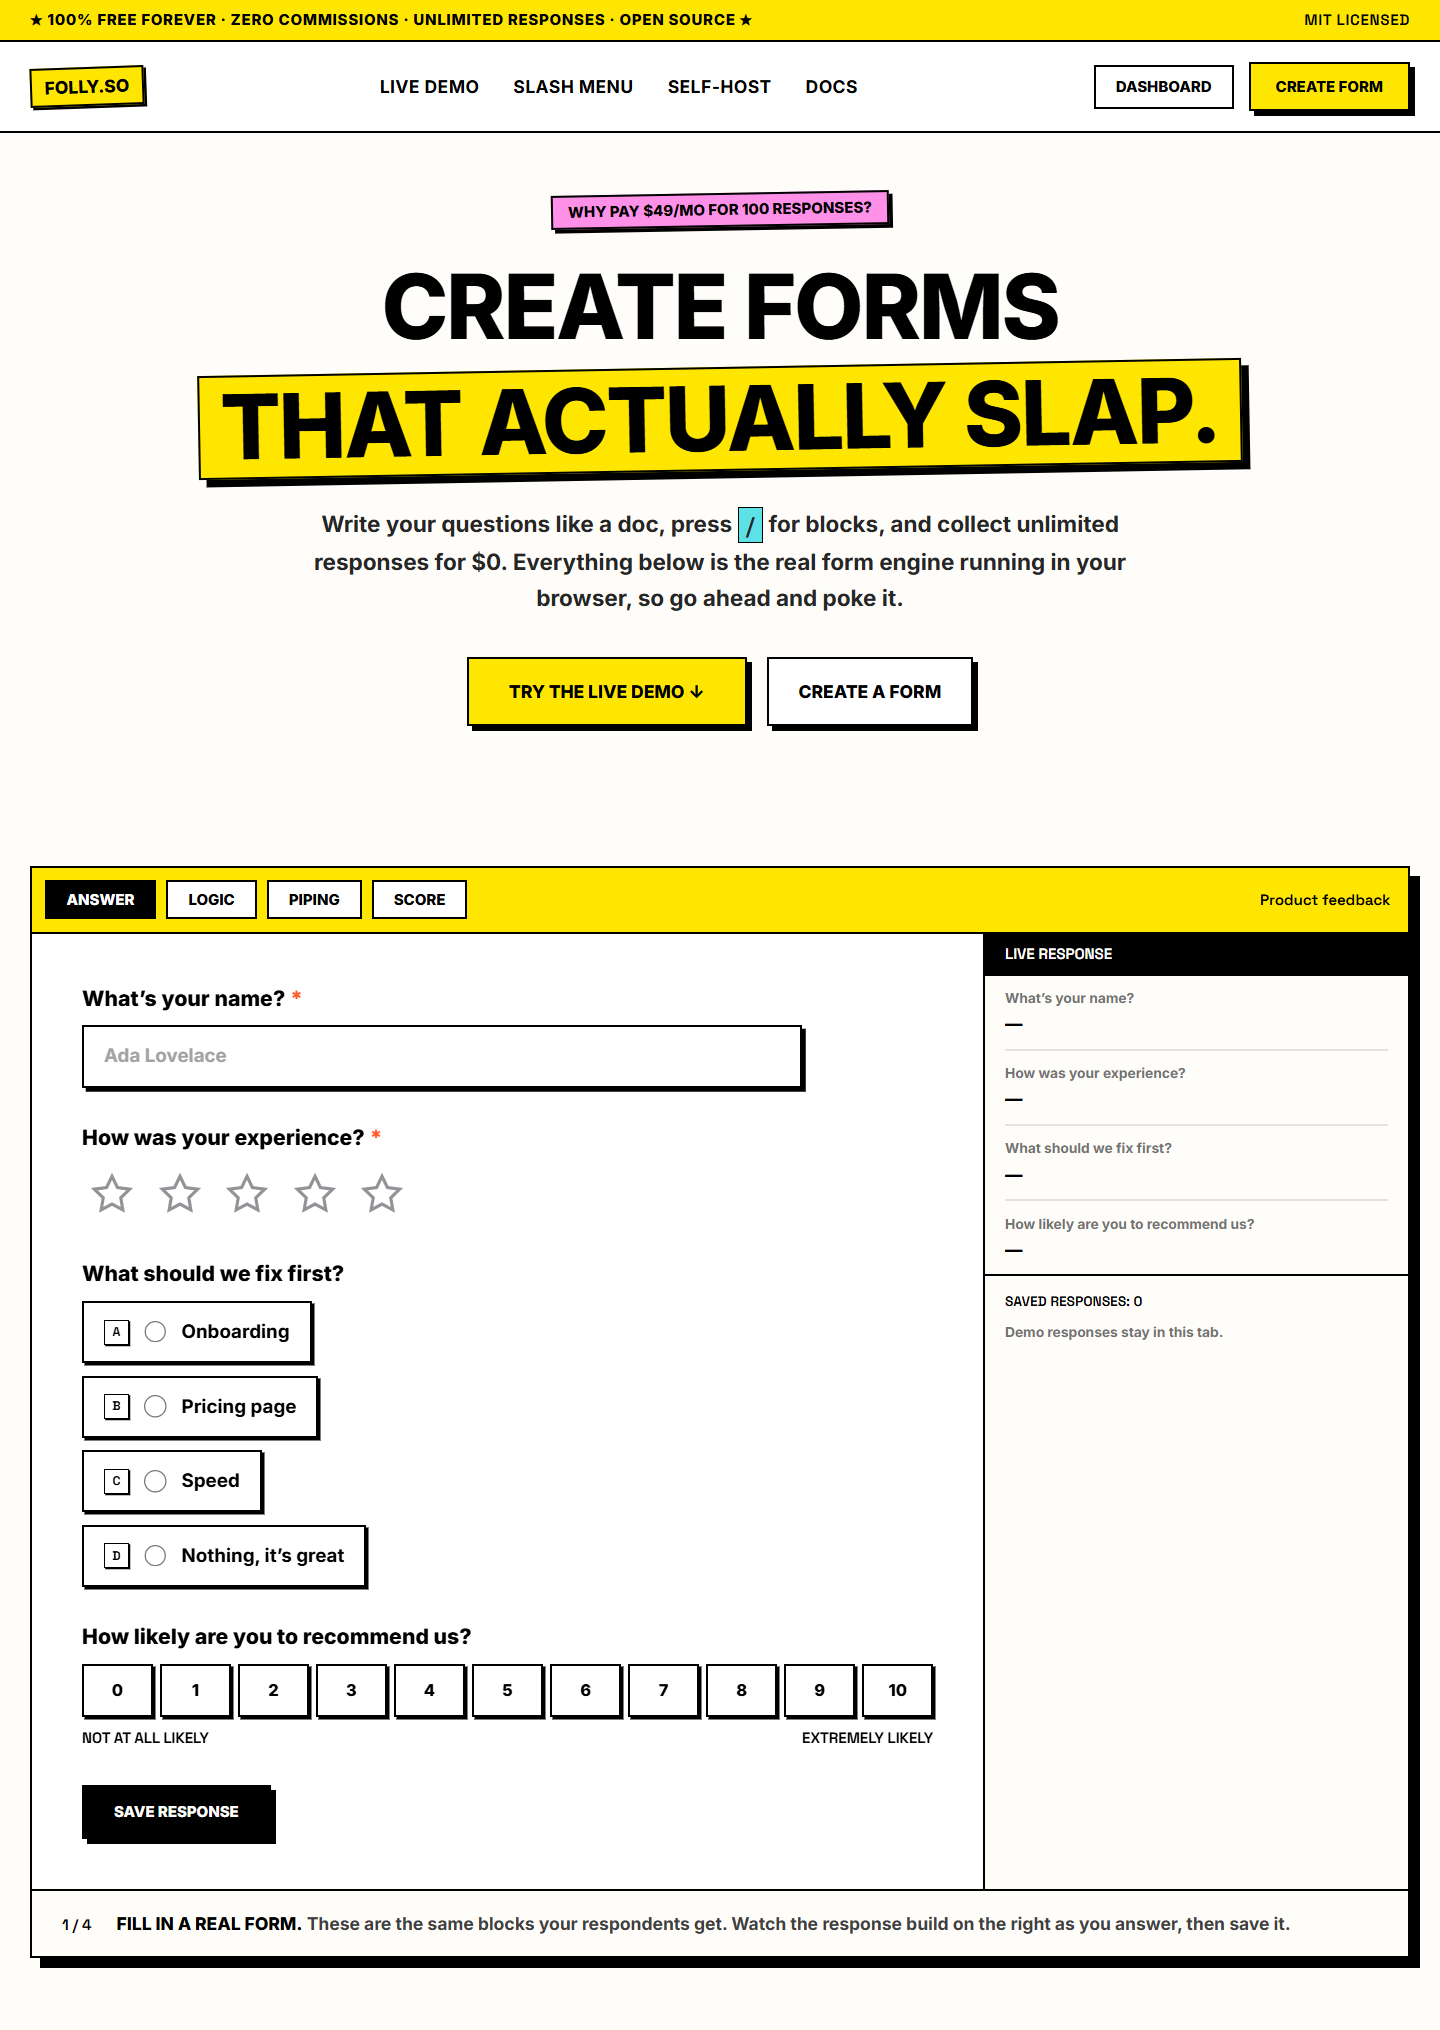 ★ 100% FREE FOREVER · ZERO COMMISSIONS · UNLIMITED RESPONSES · OPEN SOURCE ★
MIT LICENSED
FOLLY.SO
LIVE DEMO
SLASH MENU
SELF-HOST
DOCS
DASHBOARD
CREATE FORM
WHY PAY $49/MO FOR 100 RESPONSES?
CREATE FORMS
THAT ACTUALLY SLAP.
Write your questions like a doc, press / for blocks, and collect unlimited
responses for $0. Everything below is the real form engine running in your
browser, so go ahead and poke it.
TRY THE LIVE DEMO ↓
CREATE A FORM
ANSWER
LOGIC
PIPING
SCORE
Product feedback
What’s your name? *
Ada Lovelace
How was your experience? *
What should we fix first?
A Onboarding
B Pricing page
C Speed
D Nothing, it’s great
How likely are you to recommend us?
0 1 2 3 4 5 6 7 8 9 10
NOT AT ALL LIKELY
EXTREMELY LIKELY
SAVE RESPONSE
LIVE RESPONSE
What’s your name?
—
How was your experience?
—
What should we fix first?
—
How likely are you to recommend us?
—
SAVED RESPONSES: 0
Demo responses stay in this tab.
1 / 4
FILL IN A REAL FORM. These are the same blocks your respondents get. Watch the response build on the right as you answer, then save it.